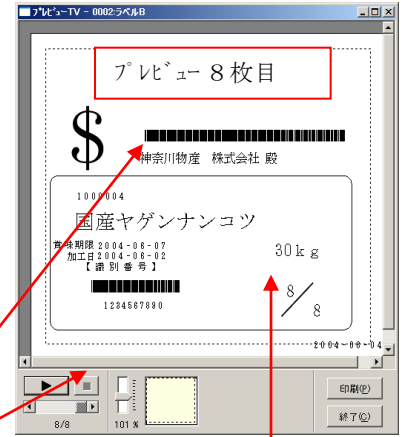 プレビューTV - 0002:ラベルB
プレビュー８枚目
$
神奈川物産 株式会社 殿
1000004
国産ヤゲンナンコツ
賞味期限 2004-06-07
加工日 2004-06-02
【識別番号】
30kg
1234567890
8/8
2004-06-04
8/8
101 %
印刷(P)
終了(C)